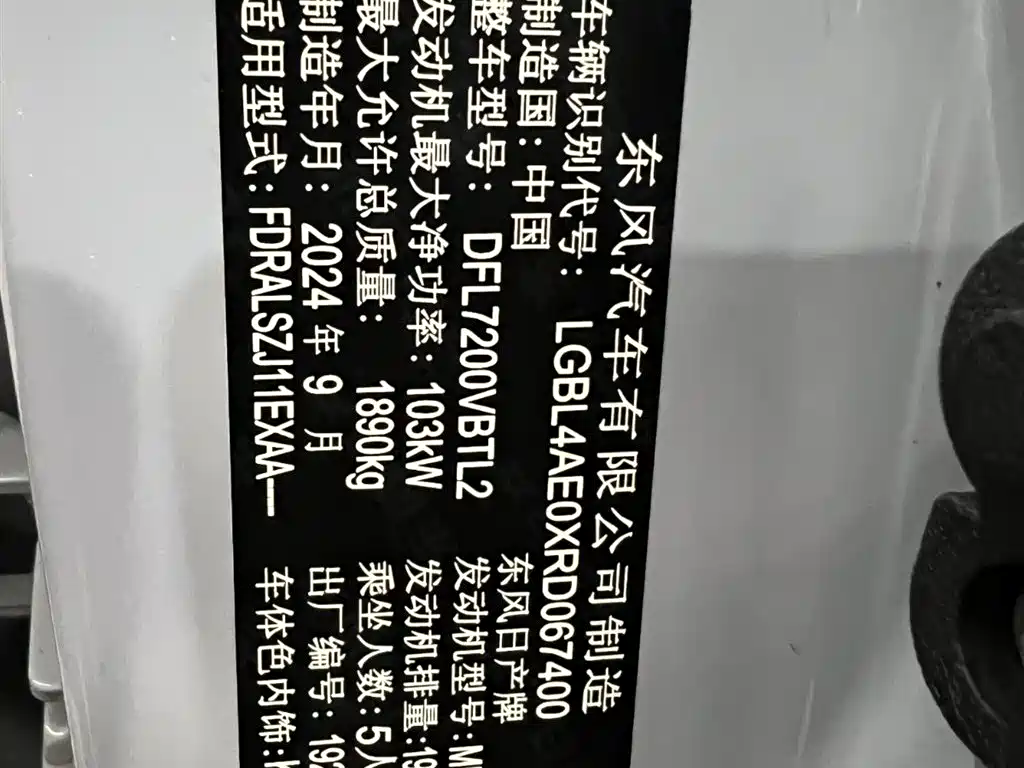 东风汽车有限公司制造
车辆识别代号: LGBL4AE0XRD067400
制造国: 中国 东风日产牌
整车型号: DFL7200VBTL2 发动机型号:M
发动机最大净功率: 103kW 发动机排量:19
最大允许总质量: 1890kg 乘坐人数:5人
制造年月: 2024年9月 出厂编号:192
适用型式: FDRALSZJ11EXAA— 车体色内饰:K